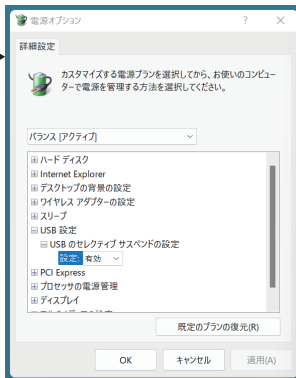 電源オプション
詳細設定
カスタマイズする電源プランを選択してから、お使いのコンピュー
ターで電源を管理する方法を選択してください。
バランス [アクティブ]
ハード ディスク
Internet Explorer
デスクトップの背景の設定
ワイヤレス アダプターの設定
スリープ
USB 設定
USB のセレクティブ サスペンドの設定
設定: 有効
PCI Express
プロセッサの電源管理
ディスプレイ
既定のプランの復元(R)
OK キャンセル 適用(A)